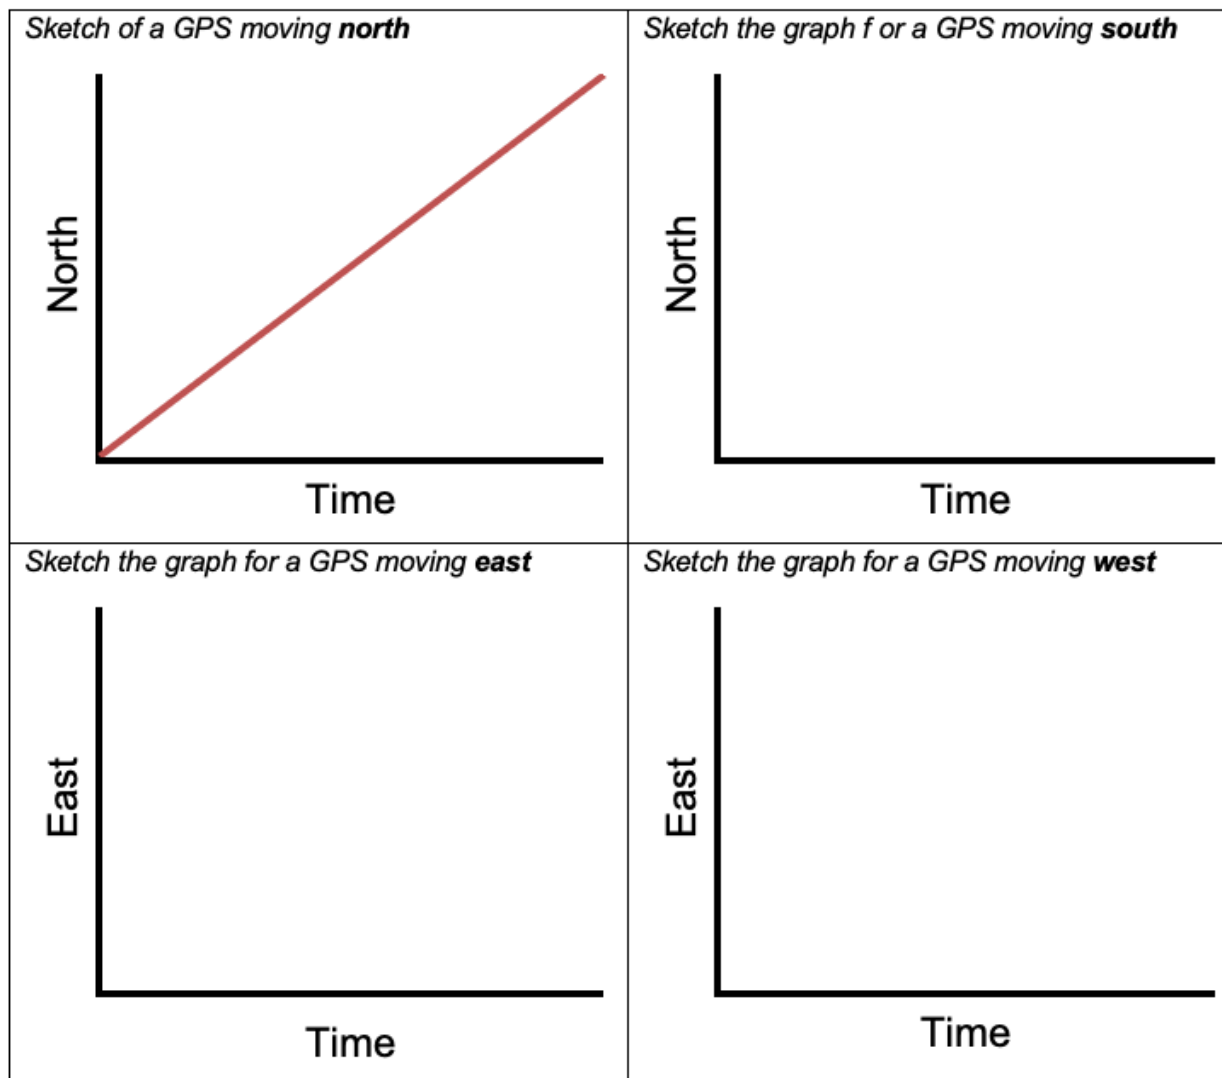 Sketch of a GPS moving north
North
Time
Sketch the graph f or a GPS moving south
North
Time
Sketch the graph for a GPS moving east
East
Time
Sketch the graph for a GPS moving west
East
Time